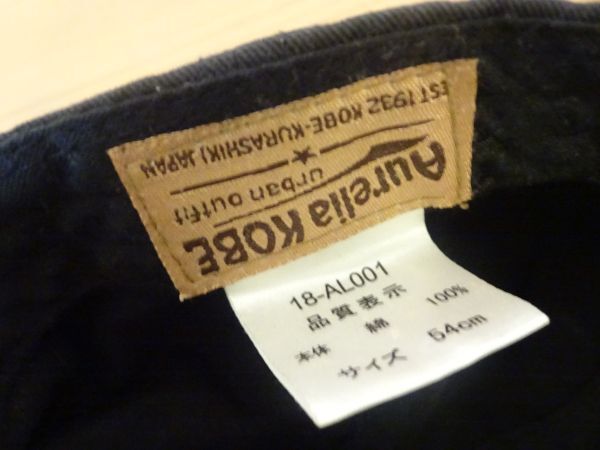 Aurelia KOBE
urban outfit
★
EST 1932 KOBE-KURASHIKI JAPAN
18-AL001
品質表示
本体 綿 100%
サイズ 54cm